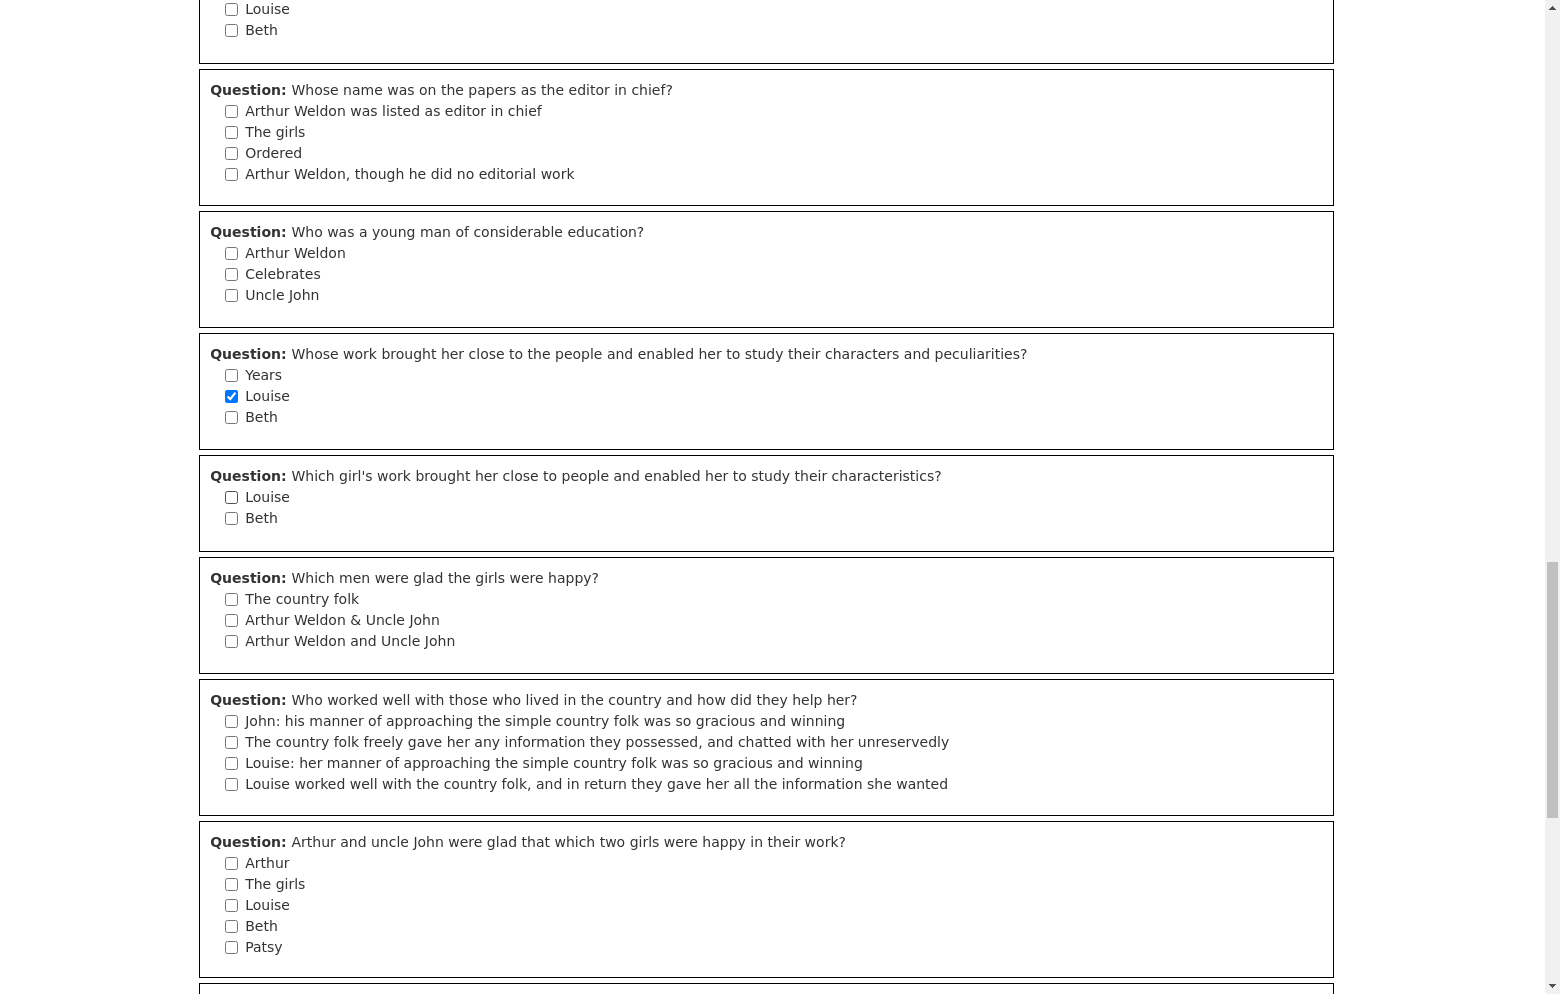 Louise
Beth
Question: Whose name was on the papers as the editor in chief?
Arthur Weldon was listed as editor in chief
The girls
Ordered
Arthur Weldon, though he did no editorial work
Question: Who was a young man of considerable education?
Arthur Weldon
Celebrates
Uncle John
Question: Whose work brought her close to the people and enabled her to study their characters and peculiarities?
Years
Louise
Beth
Question: Which girl's work brought her close to people and enabled her to study their characteristics?
Louise
Beth
Question: Which men were glad the girls were happy?
The country folk
Arthur Weldon & Uncle John
Arthur Weldon and Uncle John
Question: Who worked well with those who lived in the country and how did they help her?
John: his manner of approaching the simple country folk was so gracious and winning
The country folk freely gave her any information they possessed, and chatted with her unreservedly
Louise: her manner of approaching the simple country folk was so gracious and winning
Louise worked well with the country folk, and in return they gave her all the information she wanted
Question: Arthur and uncle John were glad that which two girls were happy in their work?
Arthur
The girls
Louise
Beth
Patsy